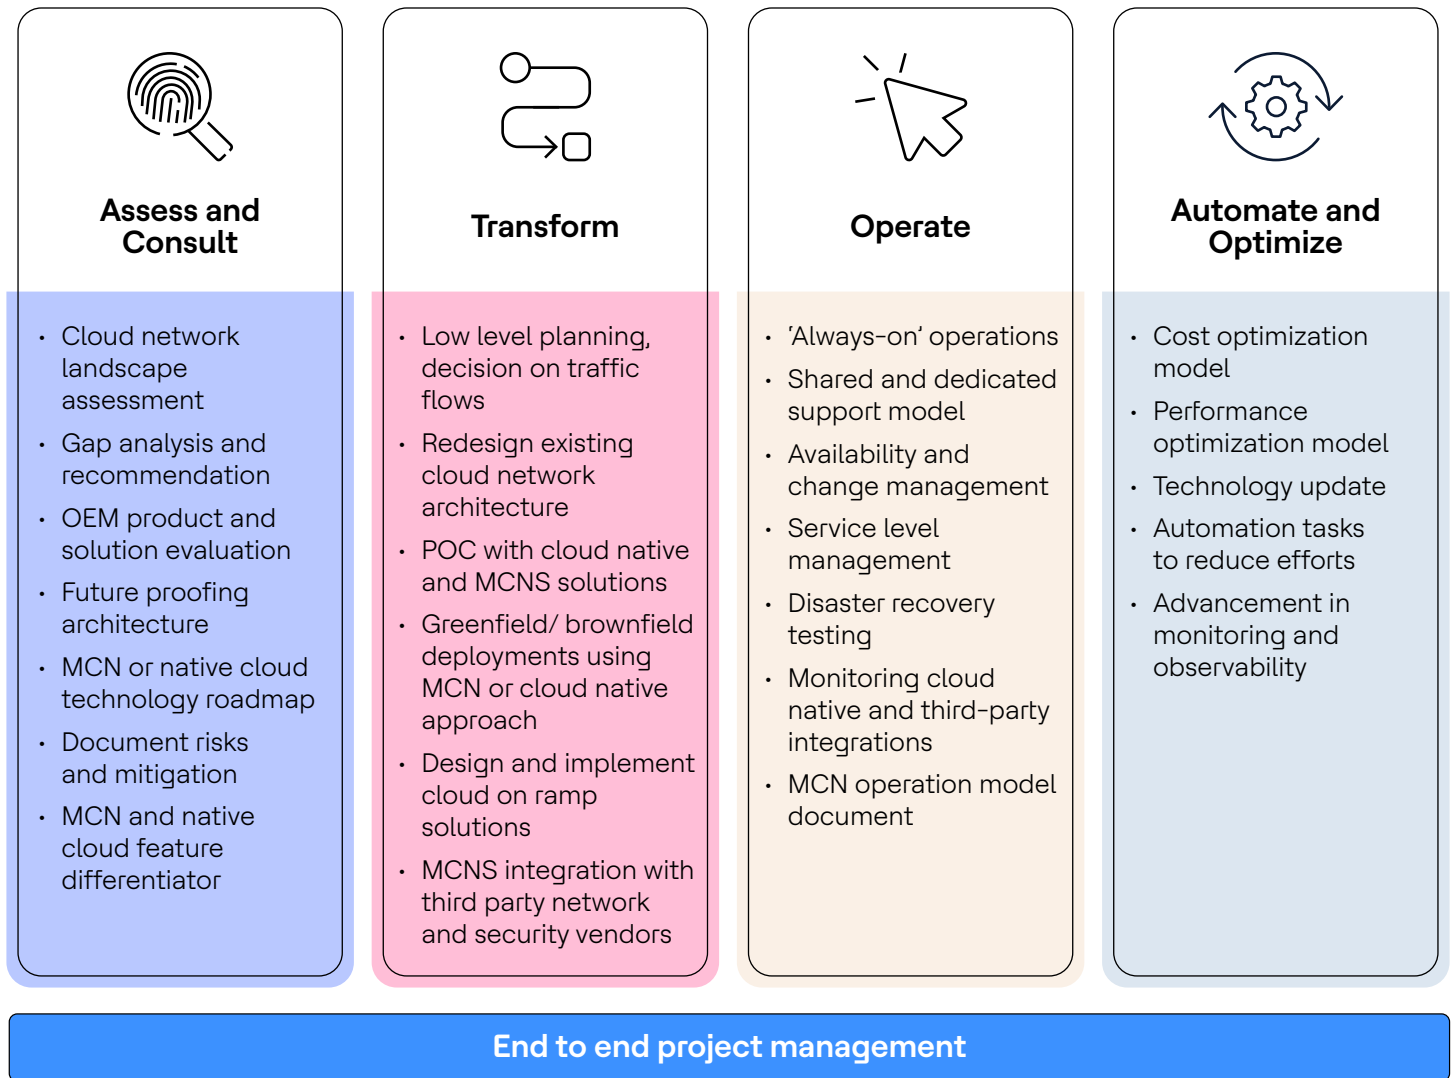 Assess and
Consult
• Cloud network
landscape
assessment
• Gap analysis and
recommendation
• OEM product and
solution evaluation
• Future proofing
architecture
• MCN or native cloud
technology roadmap
• Document risks
and mitigation
• MCN and native
cloud feature
differentiator
Transform
• Low level planning,
decision on traffic
flows
• Redesign existing
cloud network
architecture
• POC with cloud native
and MCNS solutions
• Greenfield/ brownfield
deployments using
MCN or cloud native
approach
• Design and implement
cloud on ramp
solutions
• MCNS integration with
third party network
and security vendors
Operate
• ‘Always-on’ operations
• Shared and dedicated
support model
• Availability and
change management
• Service level
management
• Disaster recovery
testing
• Monitoring cloud
native and third-party
integrations
• MCN operation model
document
Automate and
Optimize
• Cost optimization
model
• Performance
optimization model
• Technology update
• Automation tasks
to reduce efforts
• Advancement in
monitoring and
observability
End to end project management